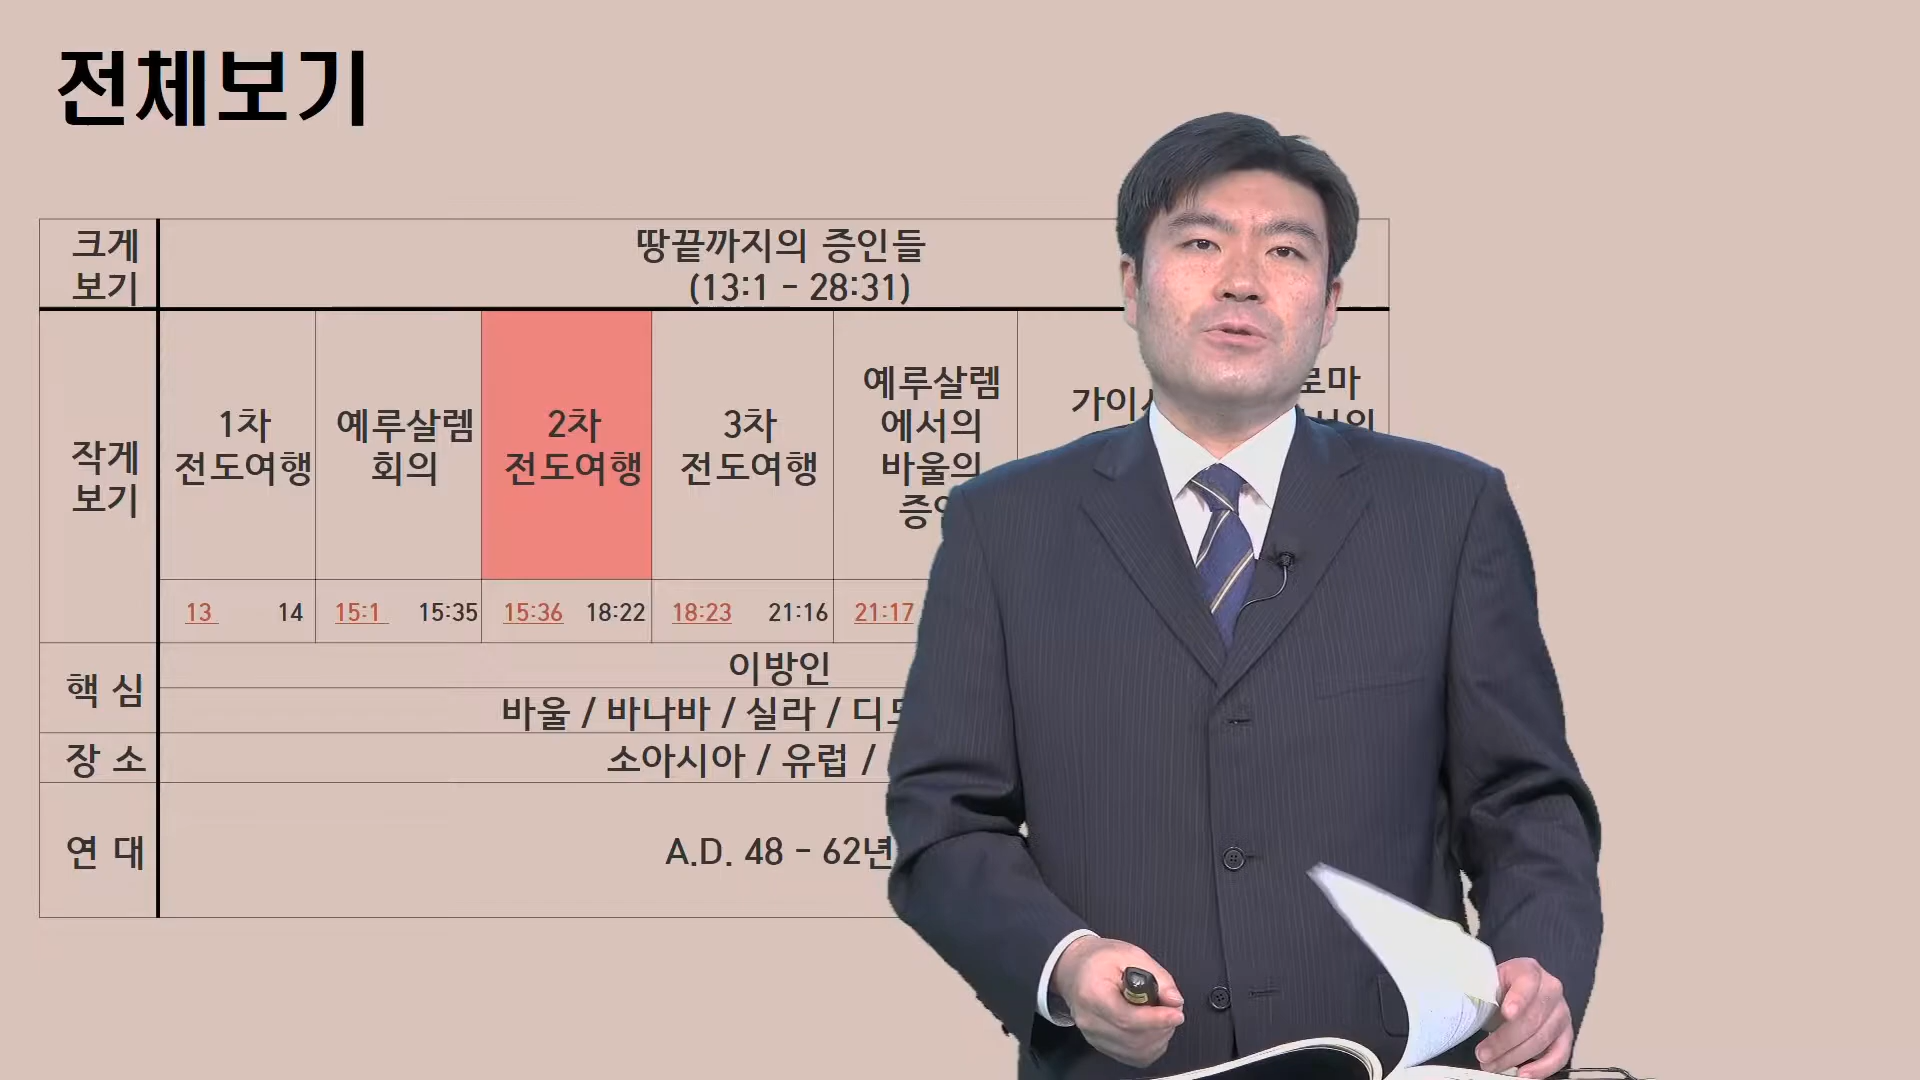 전체보기
크게
보기
땅끝까지의 증인들
(13:1 - 28:31)
작게
보기
1차
전도여행
예루살렘
회의
2차
전도여행
3차
전도여행
예루살렘
에서의
바울의
로마
13 14
15:1 15:35
15:36 18:22
18:23 21:16
21:17
핵 심
이방인
바울 / 바나바 / 실라 /
장 소
소아시아 / 유럽 /
연 대
A.D. 48 - 62년